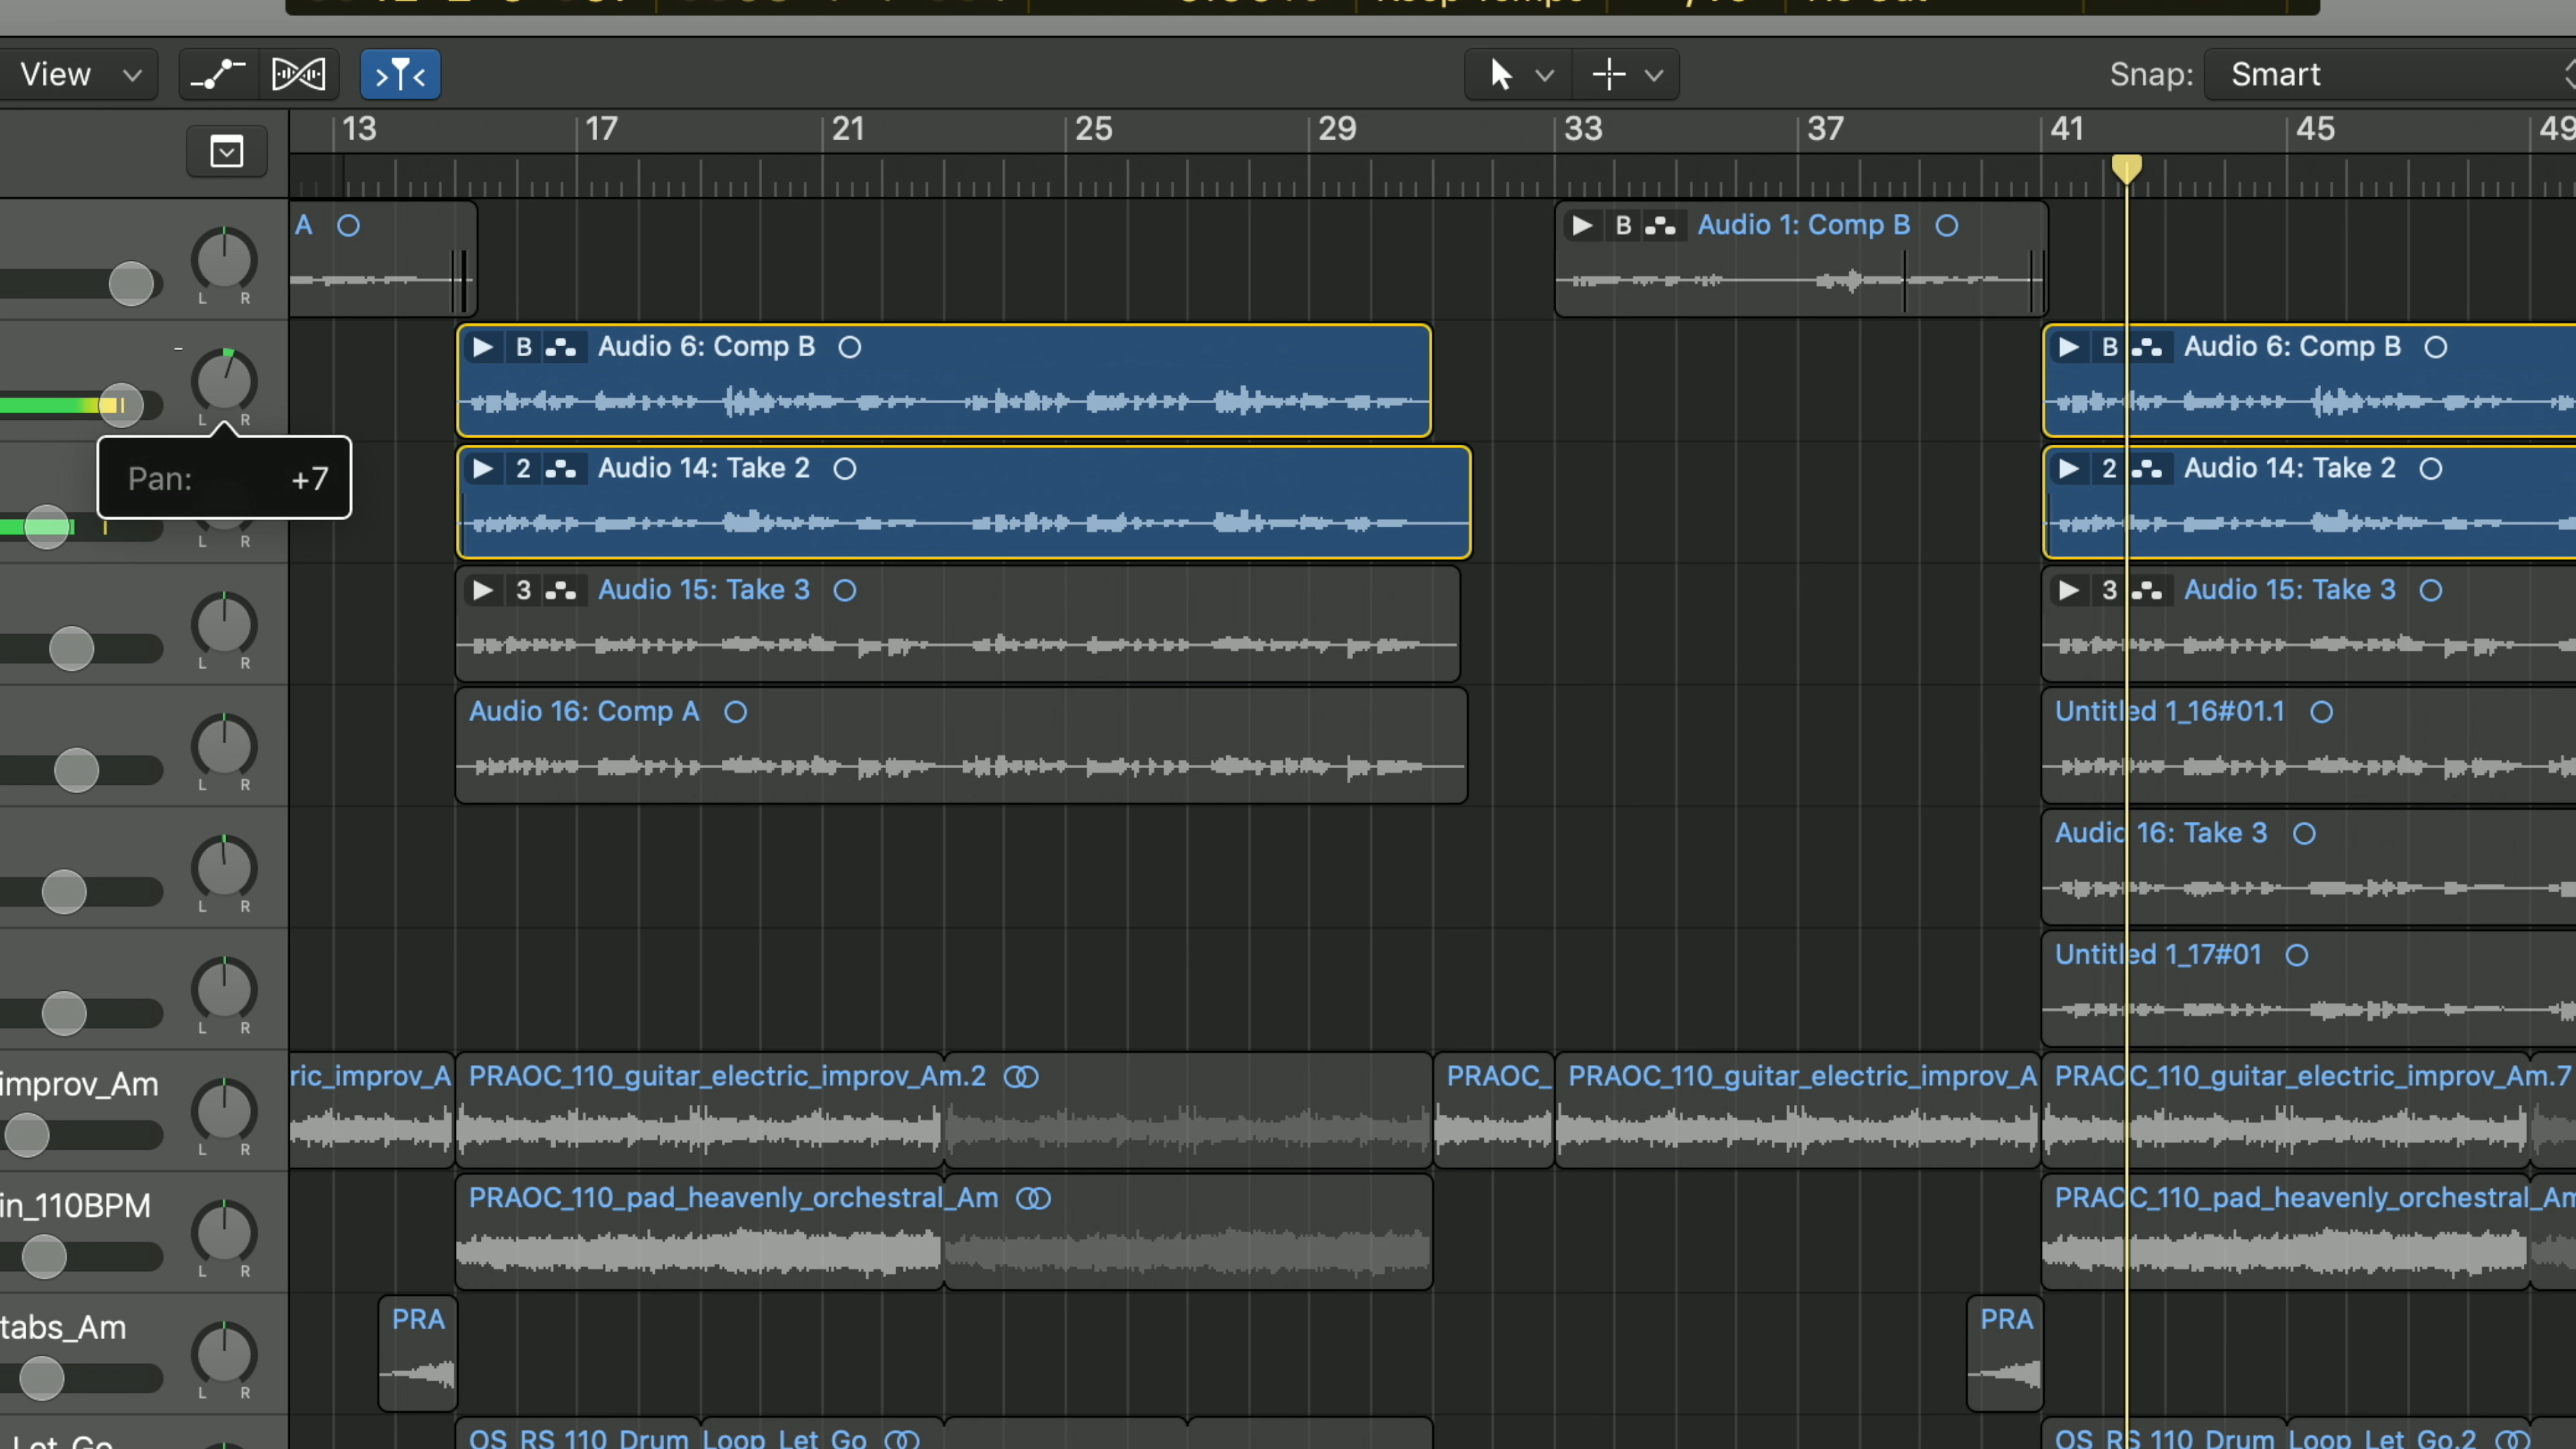 View Snap: Smart
13 17 21 25 29 33 37 41 45 49
A B Audio 1: Comp B
L R
B Audio 6: Comp B B Audio 6: Comp B
L R
Pan: +7
2 Audio 14: Take 2 2 Audio 14: Take 2
L R
3 Audio 15: Take 3 3 Audio 15: Take 3
L R
Audio 16: Comp A Untitled 1_16#01.1
L R
Audio 16: Take 3
L R
Untitled 1_17#01
L R
improv_Am ric_improv_A PRAOC_110_guitar_electric_improv_Am.2 PRAOC_ PRAOC_110_guitar_electric_improv_A PRAOC_110_guitar_electric_improv_Am.7
L R
in_110BPM PRAOC_110_pad_heavenly_orchestral_Am PRAOC_110_pad_heavenly_orchestral_Am
L R
tabs_Am PRA PRA
L R
Let_Go OS_RS_110_Drum_Loop_Let_Go OS_RS_110_Drum_Loop_Let_Go.2